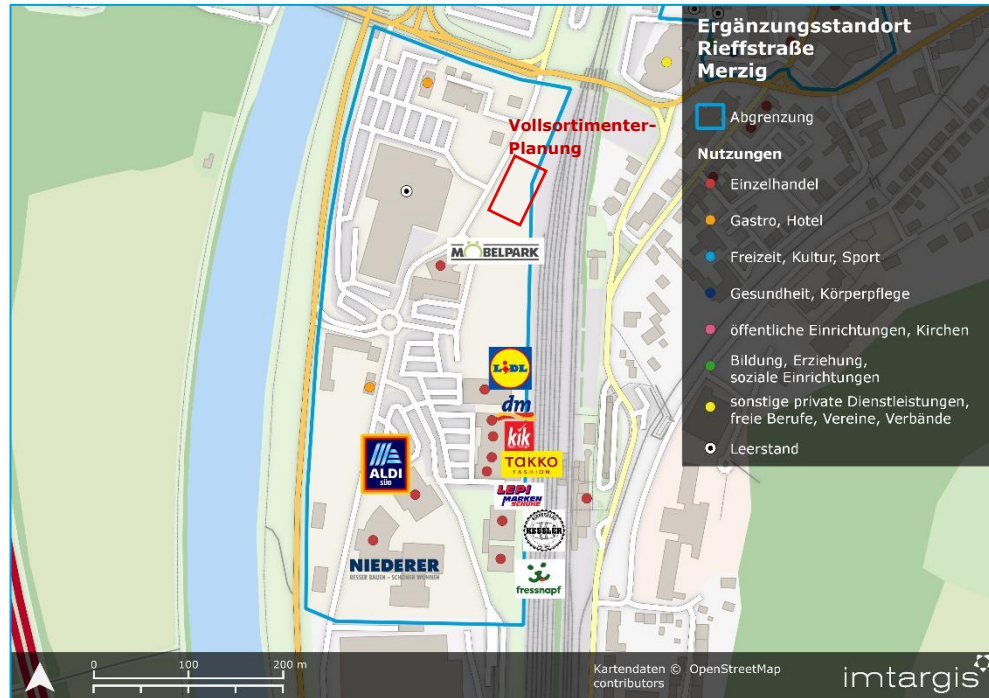 Ergänzungsstandort
Rieffstraße
Merzig
Abgrenzung
Nutzungen
Einzelhandel
Gastro, Hotel
Freizeit, Kultur, Sport
Gesundheit, Körperpflege
öffentliche Einrichtungen, Kirchen
Bildung, Erziehung,
soziale Einrichtungen
sonstige private Dienstleistungen,
freie Berufe, Vereine, Verbände
Leerstand
Vollsortimenter-
Planung
MÖBELPARK
LIDL
dm
kik
TAKKO
FASHION
ALDI
SÜD
LEPI
MARKEN
SCHUHE
KESSLER
NIEDERER
BESSER BAUEN - SCHÖNER WOHNEN
fressnapf
0 100 200 m
Kartendaten © OpenStreetMap
contributors
imtargis